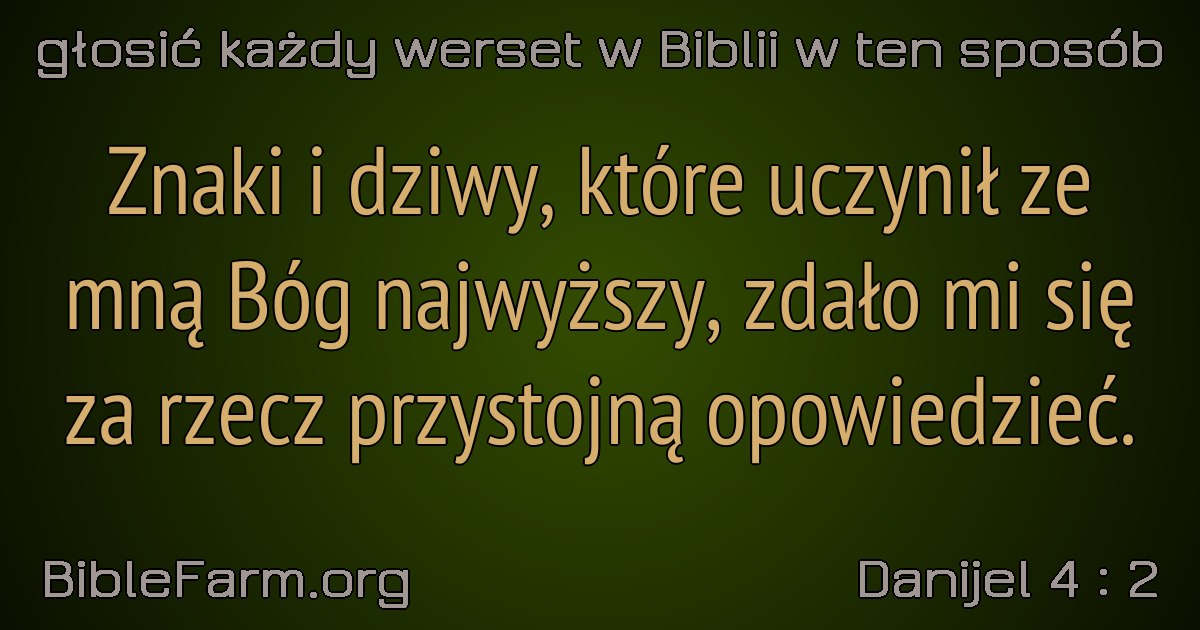 głosić każdy werset w Biblii w ten sposób
Znaki i dziwy, które uczynił ze
mną Bóg najwyższy, zdało mi się
za rzecz przystojną opowiedzieć.
BibleFarm.org
Danijel 4 : 2